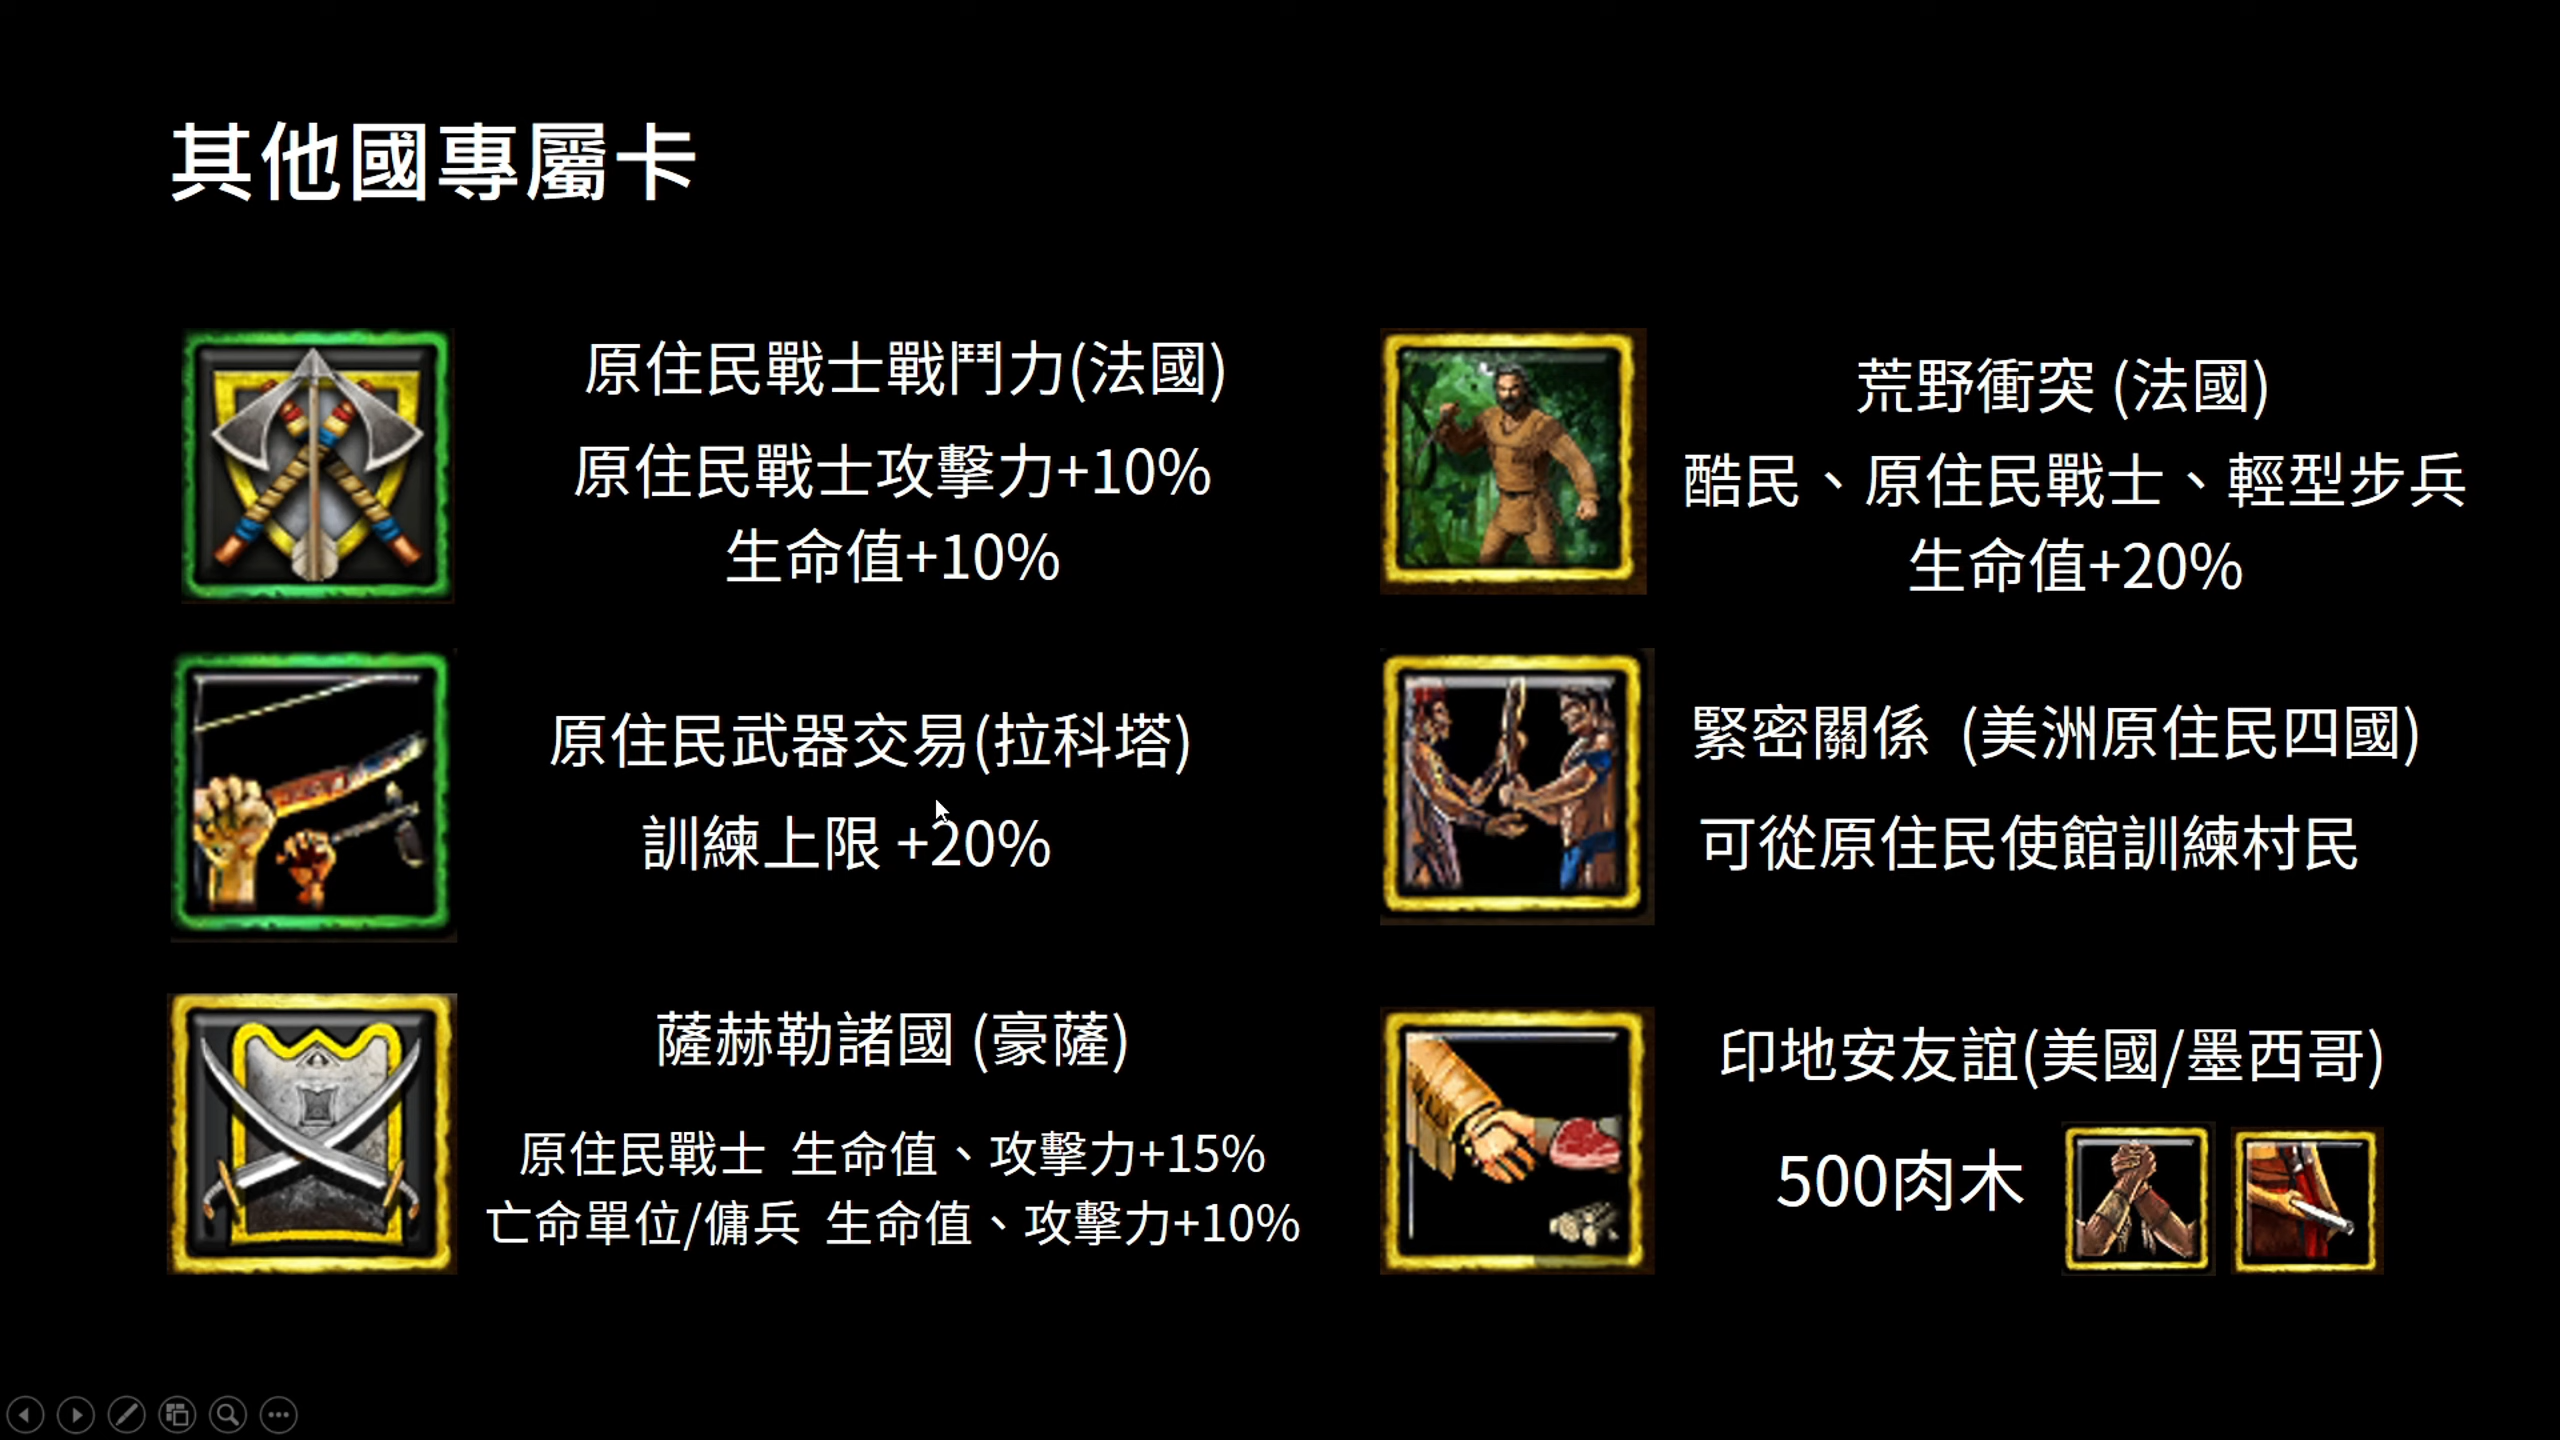 其他國專屬卡
原住民戰士戰鬥力(法國)
原住民戰士攻擊力+10%
生命值+10%
荒野衝突 (法國)
酷民、原住民戰士、輕型步兵
生命值+20%
原住民武器交易(拉科塔)
訓練上限 +20%
緊密關係 (美洲原住民四國)
可從原住民使館訓練村民
薩赫勒諸國 (豪薩)
原住民戰士 生命值、攻擊力+15%
亡命單位/傭兵 生命值、攻擊力+10%
印地安友誼(美國/墨西哥)
500肉木